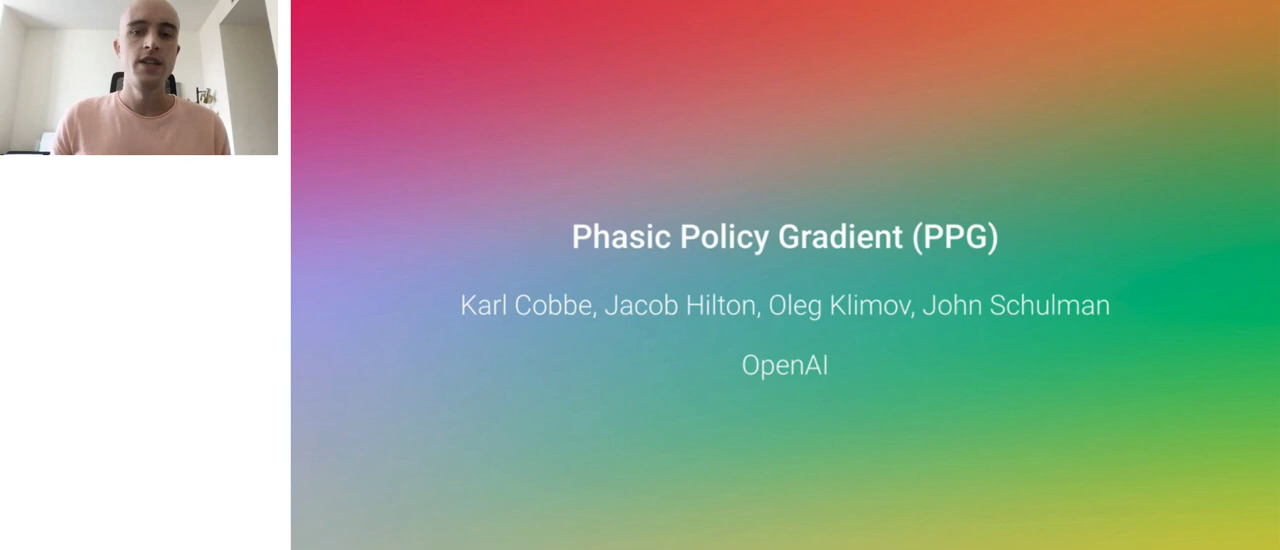 Phasic Policy Gradient (PPG)
Karl Cobbe, Jacob Hilton, Oleg Klimov, John Schulman
OpenAI